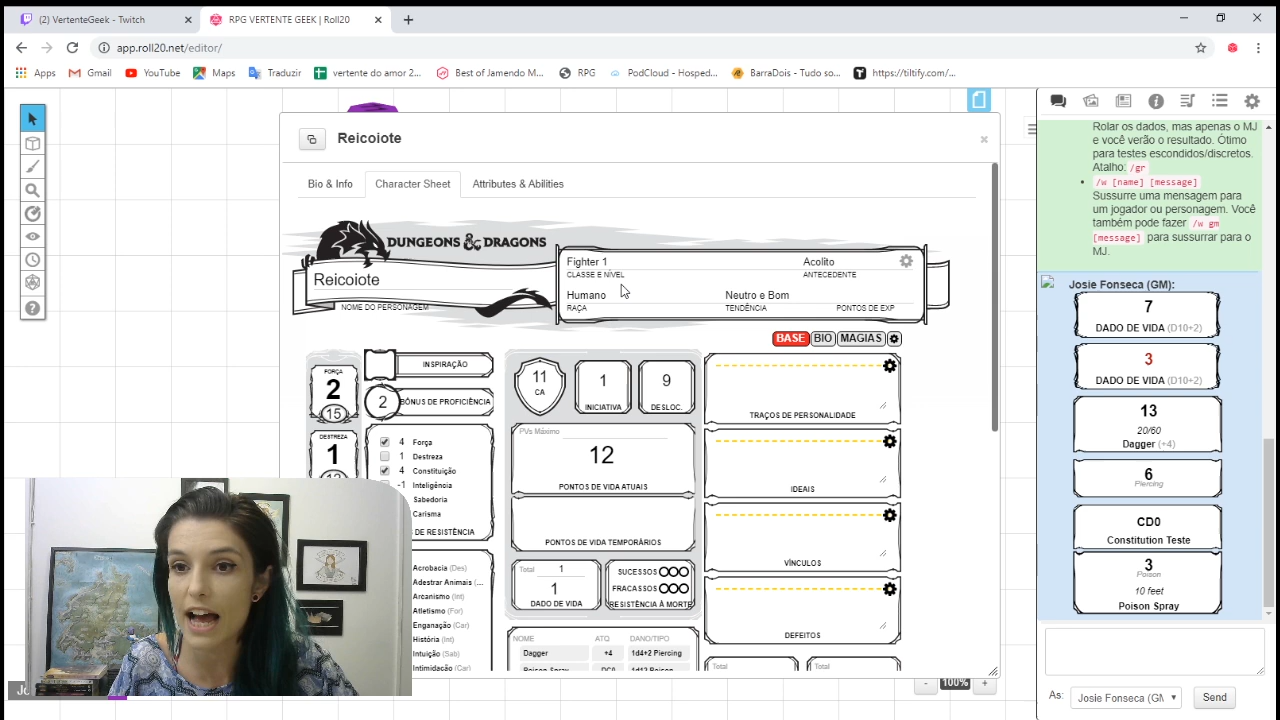 (2) VertenteGeek - Twitch
RPG VERTENTE GEEK | Roll20
app.roll20.net/editor/
Apps
Gmail
YouTube
Maps
Traduzir
vertente do amor 2...
Best of Jamendo M...
RPG
PodCloud - Hosped...
BarraDois - Tudo so...
https://tiltify.com/...
Reicoiote
Bio & Info
Character Sheet
Attributes & Abilities
DUNGEONS & DRAGONS
Reicoiote
NOME DO PERSONAGEM
Fighter 1
Acolito
CLASSE E NÍVEL
ANTECEDENTE
Humano
Neutro e Bom
RAÇA
TENDÊNCIA
PONTOS DE EXP
BASE
BIO
MAGIAS
FORÇA
2
15
DESTREZA
1
INSPIRAÇÃO
2
BÔNUS DE PROFICIÊNCIA
4 Força
1 Destreza
4 Constituição
-1 Inteligência
Sabedoria
Carisma
DE RESISTÊNCIA
Acrobacia (Des)
Adestrar Animais (...
Arcanismo (Int)
Atletismo (For)
Enganação (Car)
História (Int)
Intuição (Sab)
Intimidação (Car)
11
CA
1
INICIATIVA
9
DESLOC.
PVs Máximo
12
PONTOS DE VIDA ATUAIS
PONTOS DE VIDA TEMPORÁRIOS
Total 1
1
DADO DE VIDA
SUCESSOS
FRACASSOS
RESISTÊNCIA À MORTE
NOME ATQ DANO/TIPO
Dagger +4 1d4+2 Piercing
Poison Spray DC0 1d12 Poison
TRAÇOS DE PERSONALIDADE
IDEAIS
VÍNCULOS
DEFEITOS
Total
Total
- 100% +
Rolar os dados, mas apenas o MJ
e você verão o resultado. Ótimo
para testes escondidos/discretos.
Atalho: /gr
/w [name] [message]
Sussurre uma mensagem para
um jogador ou personagem. Você
também pode fazer /w gm
[message] para sussurrar para o
MJ.
Josie Fonseca (GM):
7
DADO DE VIDA (D10+2)
3
DADO DE VIDA (D10+2)
13
20/60
Dagger (+4)
6
Piercing
CD0
Constitution Teste
3
Poison
10 feet
Poison Spray
As:
Josie Fonseca (GM
Send